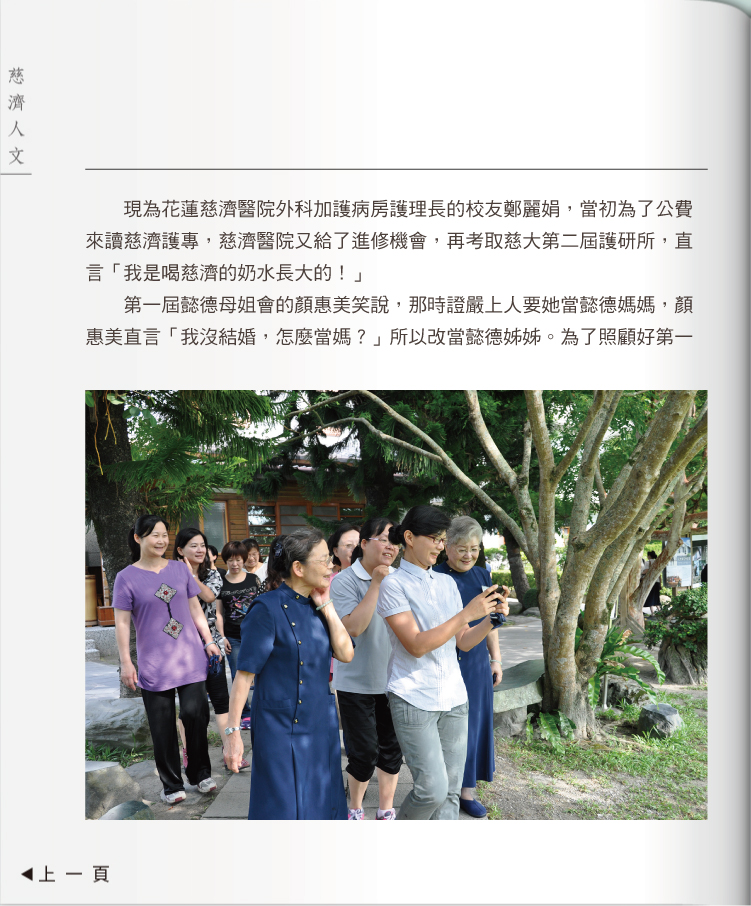 慈濟人文
現為花蓮慈濟醫院外科加護病房護理長的校友鄭麗娟，當初為了公費
來讀慈濟護專，慈濟醫院又給了進修機會，再考取慈大第二屆護研所，直
言「我是喝慈濟的奶水長大的！」
第一屆懿德母姐會的顏惠美笑說，那時證嚴上人要她當懿德媽媽，顏
惠美直言「我沒結婚，怎麼當媽？」所以改當懿德姊姊。為了照顧好第一
◀上一頁